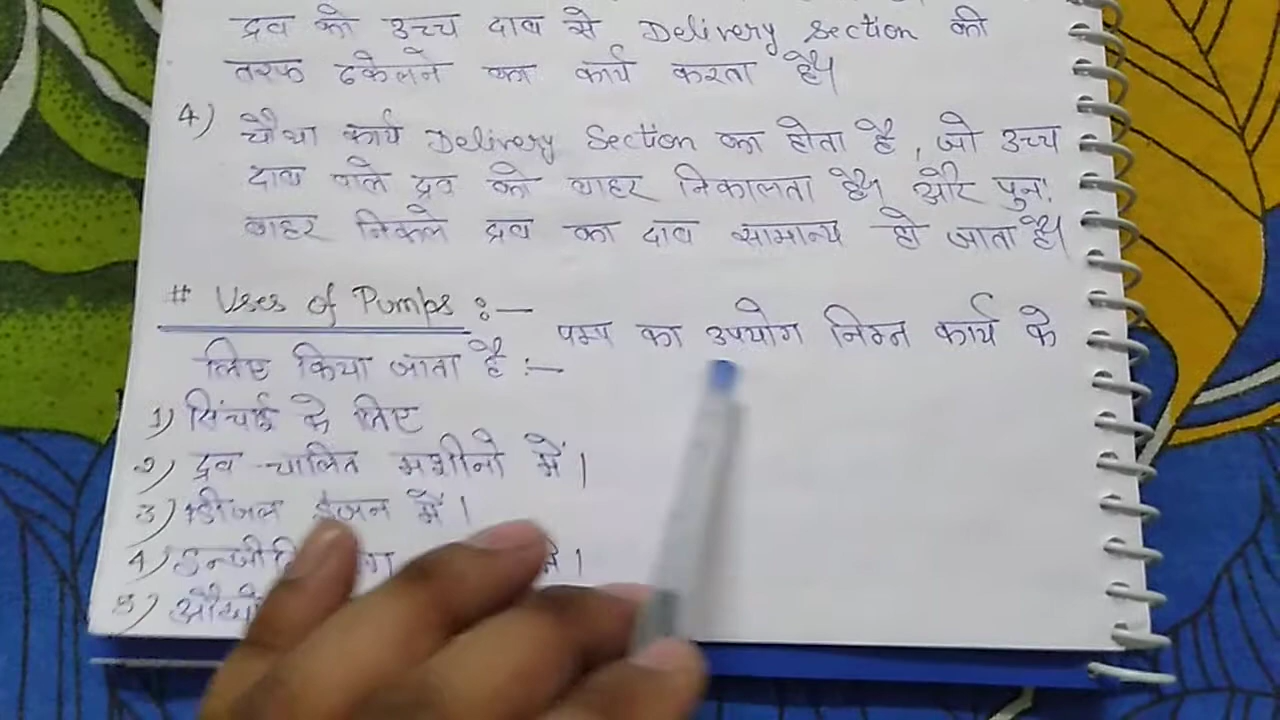 द्रव को उच्च दाब से Delivery Section की
तरफ ढकेलने का कार्य करता है।
4) चौथा कार्य Delivery Section का होता है, जो उच्च
दाब वाले द्रव को बाहर निकालता है। और पुन:
बाहर निकले द्रव का दाब सामान्य हो जाता है।
# Uses of Pumps :— पम्प का उपयोग निम्न कार्य के
लिए किया जाता है :—
1) सिंचाई के लिए
2) द्रव चालित मशीनो में।
3) डीजल इंजन में।
4) में।
5)